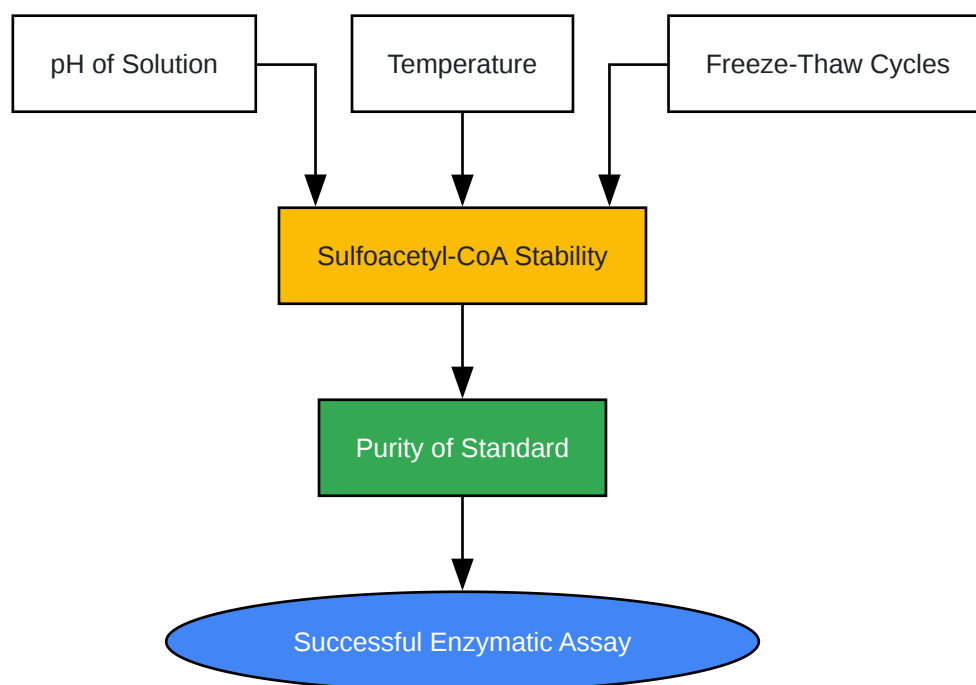 pH of Solution
Temperature
Freeze-Thaw Cycles
Sulfoacetyl-CoA Stability
Purity of Standard
Successful Enzymatic Assay